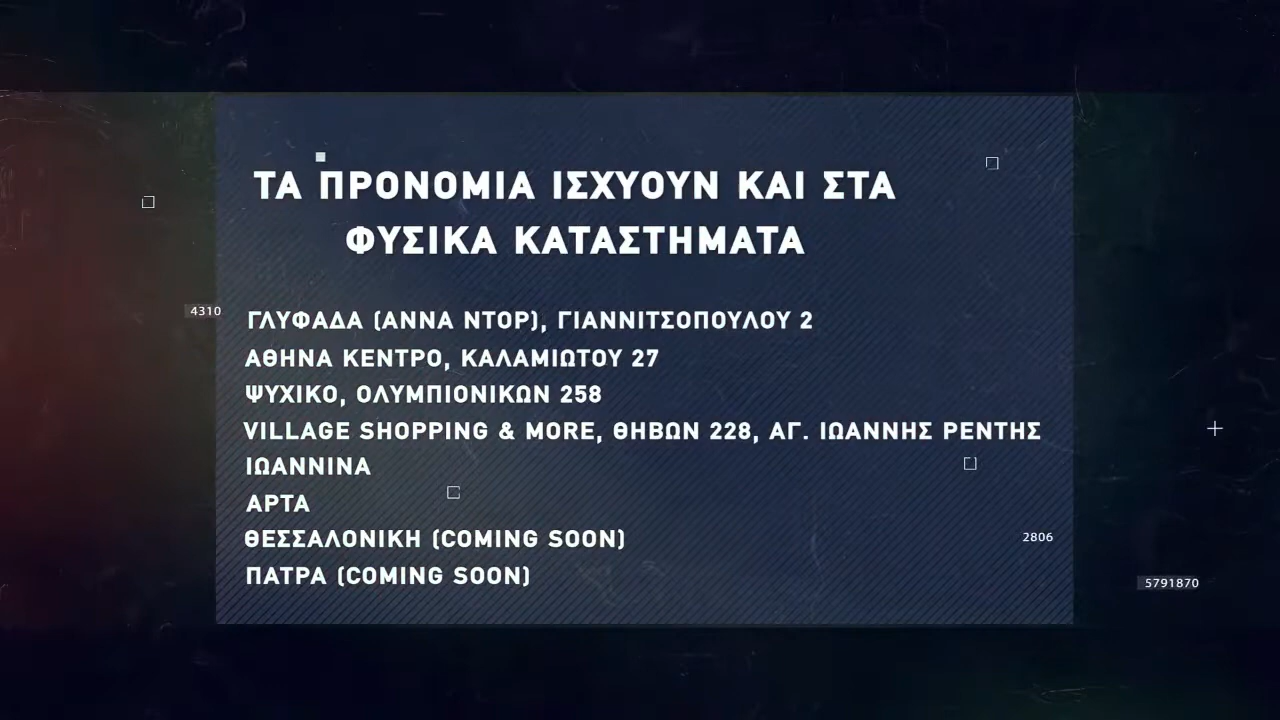 ΤΑ ΠΡΟΝΟΜΙΑ ΙΣΧΥΟΥΝ ΚΑΙ ΣΤΑ
ΦΥΣΙΚΑ ΚΑΤΑΣΤΗΜΑΤΑ
4310
ΓΛΥΦΑΔΑ (ΑΝΝΑ ΝΤΟΡ), ΓΙΑΝΝΙΤΣΟΠΟΥΛΟΥ 2
ΑΘΗΝΑ ΚΕΝΤΡΟ, ΚΑΛΑΜΙΩΤΟΥ 27
ΨΥΧΙΚΟ, ΟΛΥΜΠΙΟΝΙΚΩΝ 258
VILLAGE SHOPPING & MORE, ΘΗΒΩΝ 228, ΑΓ. ΙΩΑΝΝΗΣ ΡΕΝΤΗΣ
ΙΩΑΝΝΙΝΑ
ΑΡΤΑ
ΘΕΣΣΑΛΟΝΙΚΗ (COMING SOON)
2806
ΠΑΤΡΑ (COMING SOON)
5791870